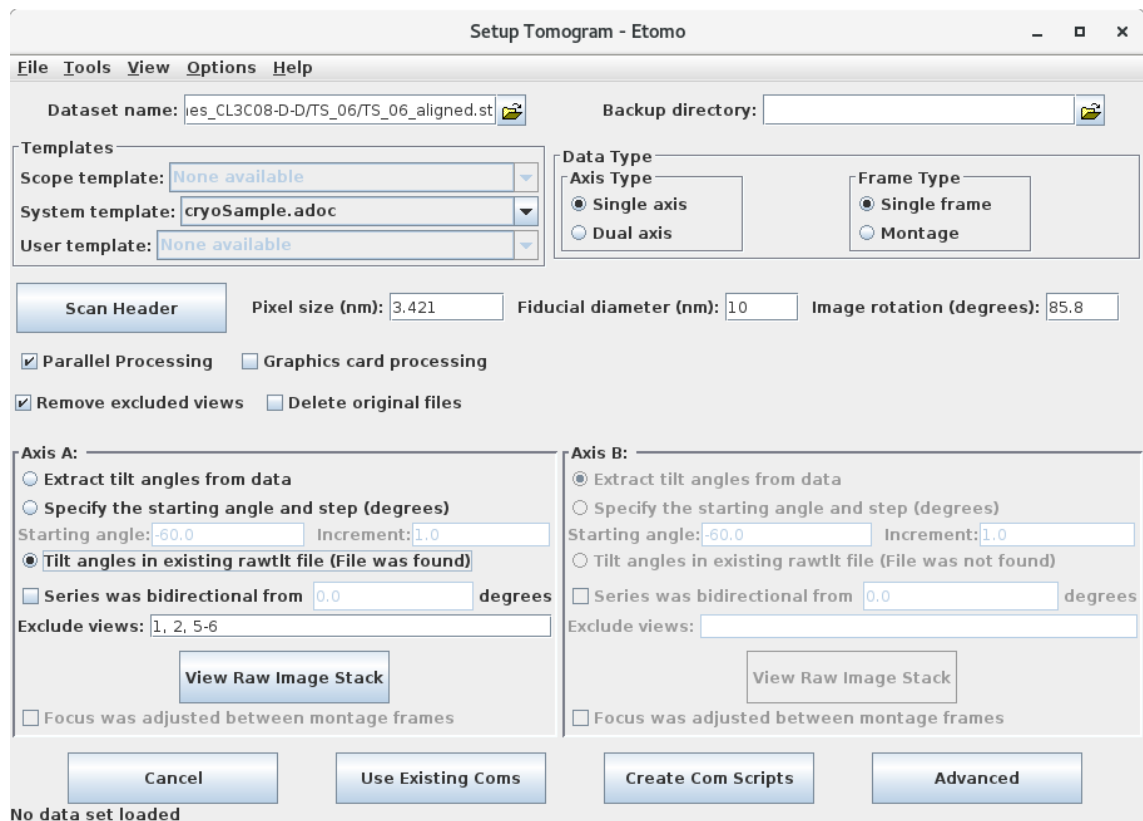 Setup Tomogram - Etomo
File Tools View Options Help
Dataset name: ies_CL3C08-D-D/TS_06/TS_06_aligned.st Backup directory:
Templates
Scope template: None available
System template: cryoSample.adoc
User template: None available
Data Type
Axis Type
Single axis
Dual axis
Frame Type
Single frame
Montage
Scan Header Pixel size (nm): 3.421 Fiducial diameter (nm): 10 Image rotation (degrees): 85.8
Parallel Processing Graphics card processing
Remove excluded views Delete original files
Axis A:
Extract tilt angles from data
Specify the starting angle and step (degrees)
Starting angle: -60.0 Increment: 1.0
Tilt angles in existing rawtlt file (File was found)
Series was bidirectional from 0.0 degrees
Exclude views: 1, 2, 5-6
View Raw Image Stack
Focus was adjusted between montage frames
Axis B:
Extract tilt angles from data
Specify the starting angle and step (degrees)
Starting angle: -60.0 Increment: 1.0
Tilt angles in existing rawtlt file (File was not found)
Series was bidirectional from 0.0 degrees
Exclude views:
View Raw Image Stack
Focus was adjusted between montage frames
Cancel Use Existing Coms Create Com Scripts Advanced
No data set loaded